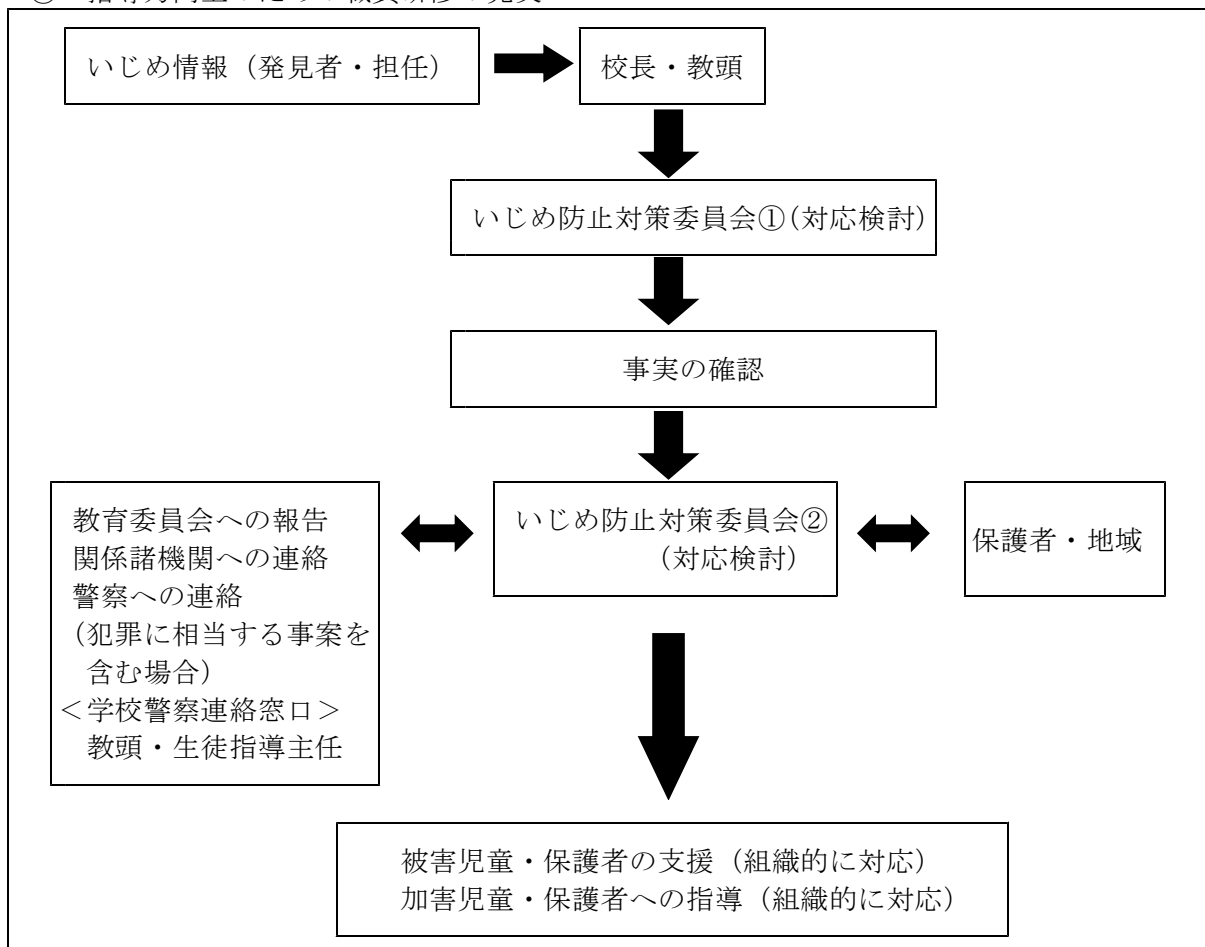 いじめ情報（発見者・担任）
校長・教頭
いじめ防止対策委員会①(対応検討)
事実の確認
教育委員会への報告
関係諸機関への連絡
警察への連絡
（犯罪に相当する事案を
含む場合）
＜学校警察連絡窓口＞
教頭・生徒指導主任
いじめ防止対策委員会②
（対応検討）
保護者・地域
被害児童・保護者の支援（組織的に対応）
加害児童・保護者への指導（組織的に対応）